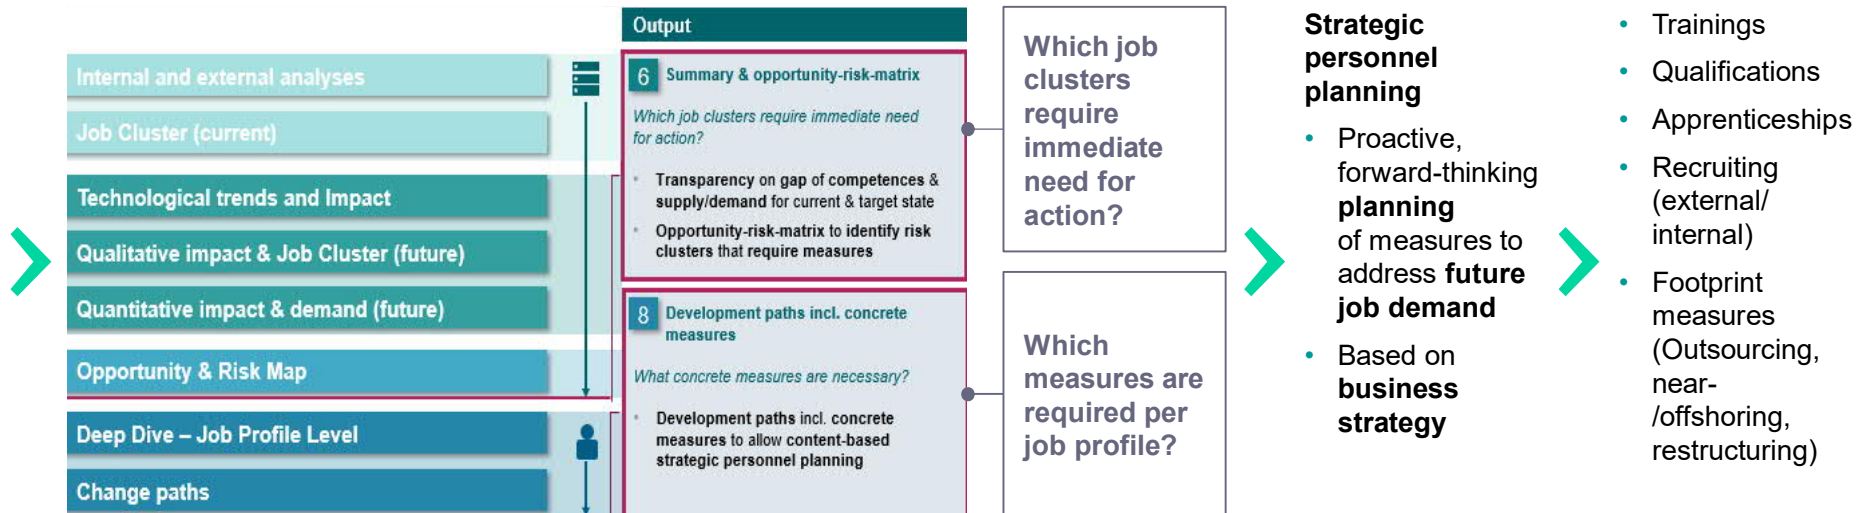 Internal and external analyses
Job Cluster (current)
Technological trends and Impact
Qualitative impact & Job Cluster (future)
Quantitative impact & demand (future)
Opportunity & Risk Map
Deep Dive – Job Profile Level
Change paths
Output
6 Summary & opportunity-risk-matrix
Which job clusters require immediate need
for action?
• Transparency on gap of competences &
supply/demand for current & target state
• Opportunity-risk-matrix to identify risk
clusters that require measures
8 Development paths incl. concrete
measures
What concrete measures are necessary?
• Development paths incl. concrete
measures to allow content-based
strategic personnel planning
Which job
clusters
require
immediate
need for
action?
Which
measures are
required per
job profile?
Strategic
personnel
planning
• Proactive,
forward-thinking
planning
of measures to
address future
job demand
• Based on
business
strategy
• Trainings
• Qualifications
• Apprenticeships
• Recruiting
(external/
internal)
• Footprint
measures
(Outsourcing,
near-
/offshoring,
restructuring)